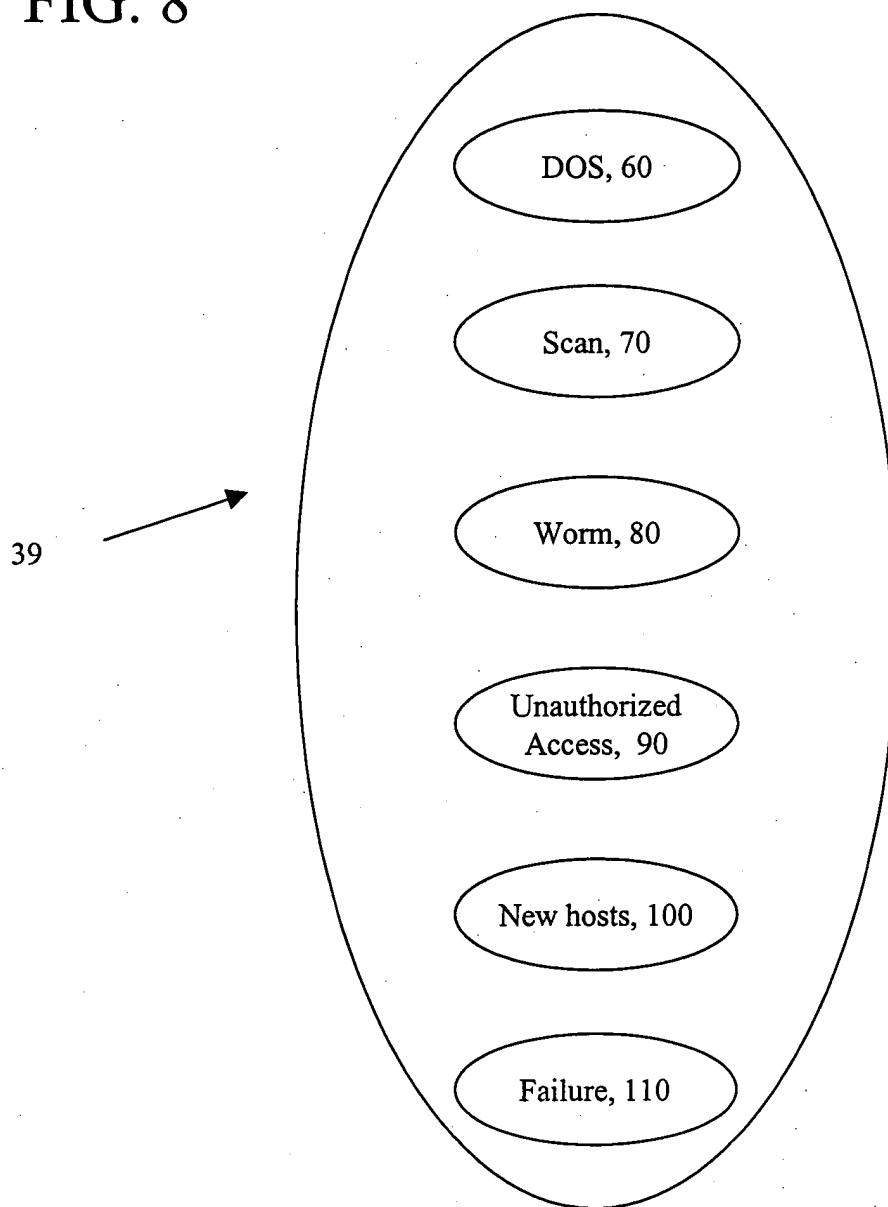 FIG. 8
DOS, 60
Scan, 70
39
Worm, 80
Unauthorized
Access, 90
New hosts, 100
Failure, 110